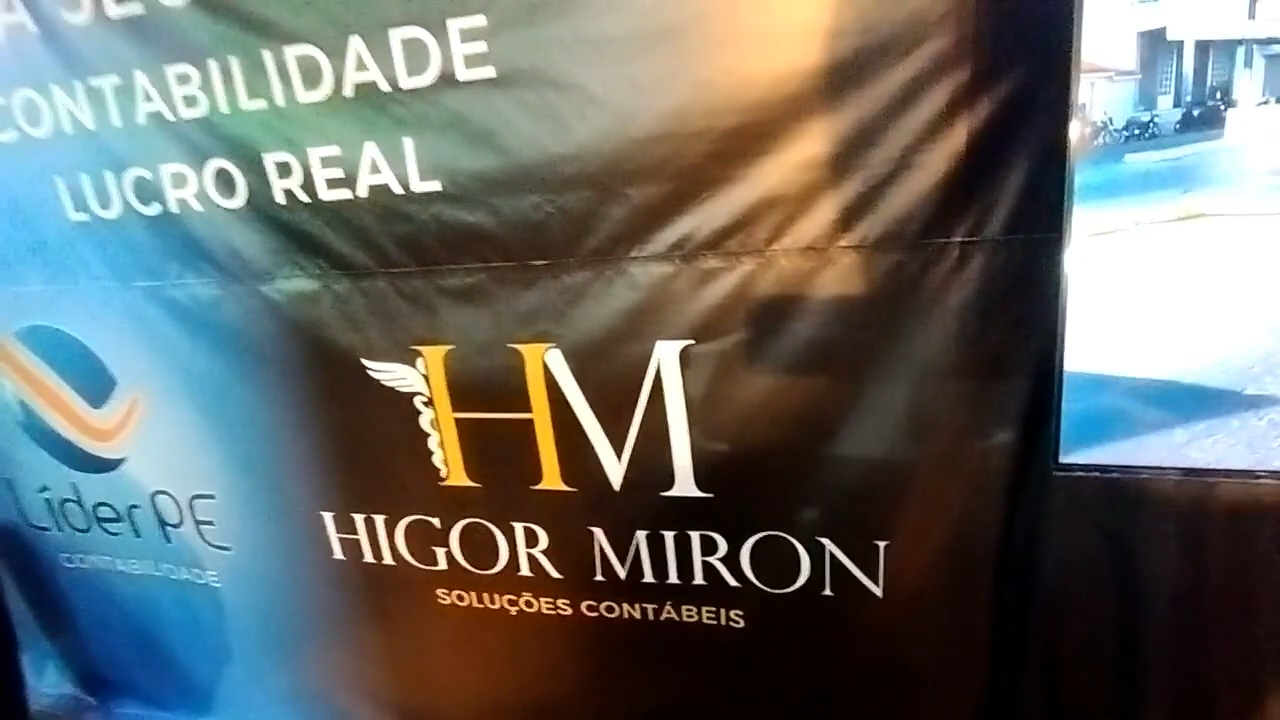 CONTABILIDADE
LUCRO REAL
HM
HIGOR MIRON
SOLUÇÕES CONTÁBEIS
Líder PE
CONTABILIDADE